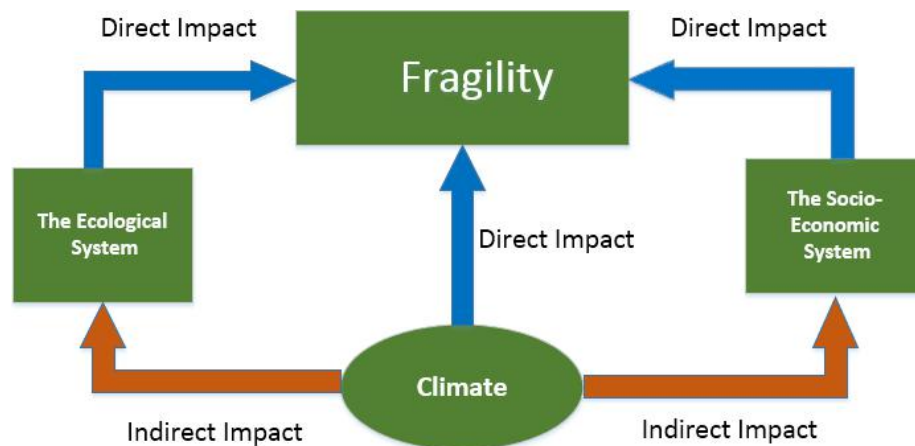 Direct Impact
Direct Impact
Fragility
The Ecological
System
The Socio-
Economic
System
Direct Impact
Climate
Indirect Impact
Indirect Impact